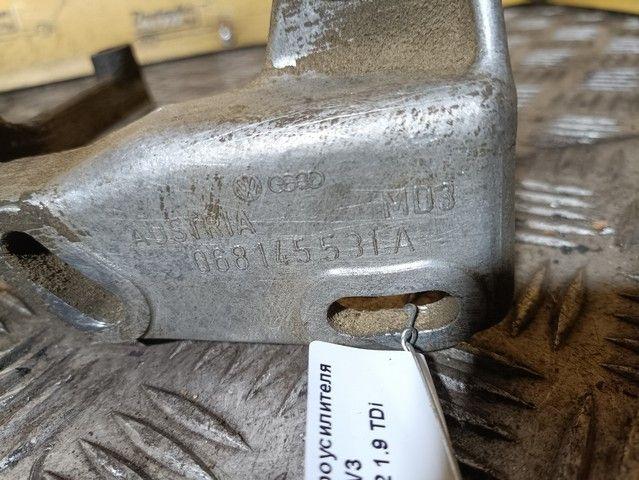 MD3
AUSTRIA
068145531A
роусилителя
V3
2 1.9 TDi